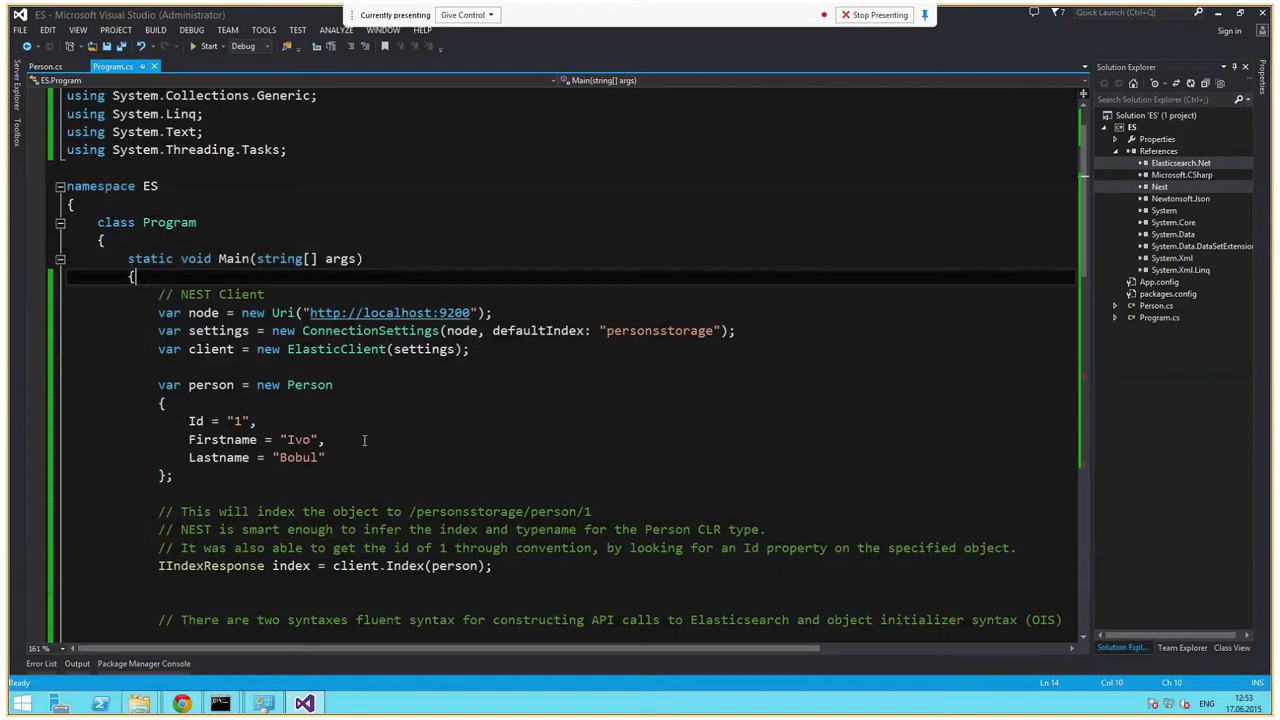 ES - Microsoft Visual Studio (Administrator)
Currently presenting
Give Control
Stop Presenting
7
Quick Launch (Ctrl+Q)
FILE EDIT VIEW PROJECT BUILD DEBUG TEAM TOOLS TEST ANALYZE WINDOW HELP
Sign in
Start
Debug
Server Explorer
Toolbox
Person.cs
Program.cs
ES.Program
Main(string[] args)
using System.Collections.Generic;
using System.Linq;
using System.Text;
using System.Threading.Tasks;
namespace ES
{
class Program
{
static void Main(string[] args)
{
// NEST Client
var node = new Uri("http://localhost:9200");
var settings = new ConnectionSettings(node, defaultIndex: "personsstorage");
var client = new ElasticClient(settings);
var person = new Person
{
Id = "1",
Firstname = "Ivo",
Lastname = "Bobul"
};
// This will index the object to /personsstorage/person/1
// NEST is smart enough to infer the index and typename for the Person CLR type.
// It was also able to get the id of 1 through convention, by looking for an Id property on the specified object.
IIndexResponse index = client.Index(person);
// There are two syntaxes fluent syntax for constructing API calls to Elasticsearch and object initializer syntax (OIS)
161 %
Solution Explorer
Search Solution Explorer (Ctrl+;)
Solution 'ES' (1 project)
ES
Properties
References
Elasticsearch.Net
Microsoft.CSharp
Nest
Newtonsoft.Json
System
System.Core
System.Data
System.Data.DataSetExtension
System.Xml
System.Xml.Linq
App.config
packages.config
Person.cs
Program.cs
Solution Expl...
Team Explorer
Class View
Properties
Error List
Output
Package Manager Console
Ready
Ln 14
Col 10
Ch 10
INS
ENG
12:53
17.06.2015